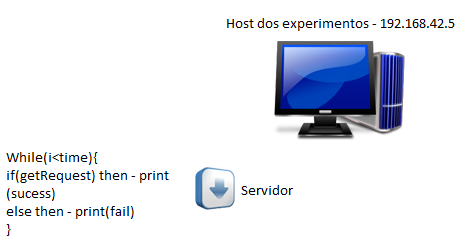 Host dos experimentos - 192.168.42.5
While(i<time){
if(getRequest) then - print
(sucess)
else then - print(fail)
}
Servidor